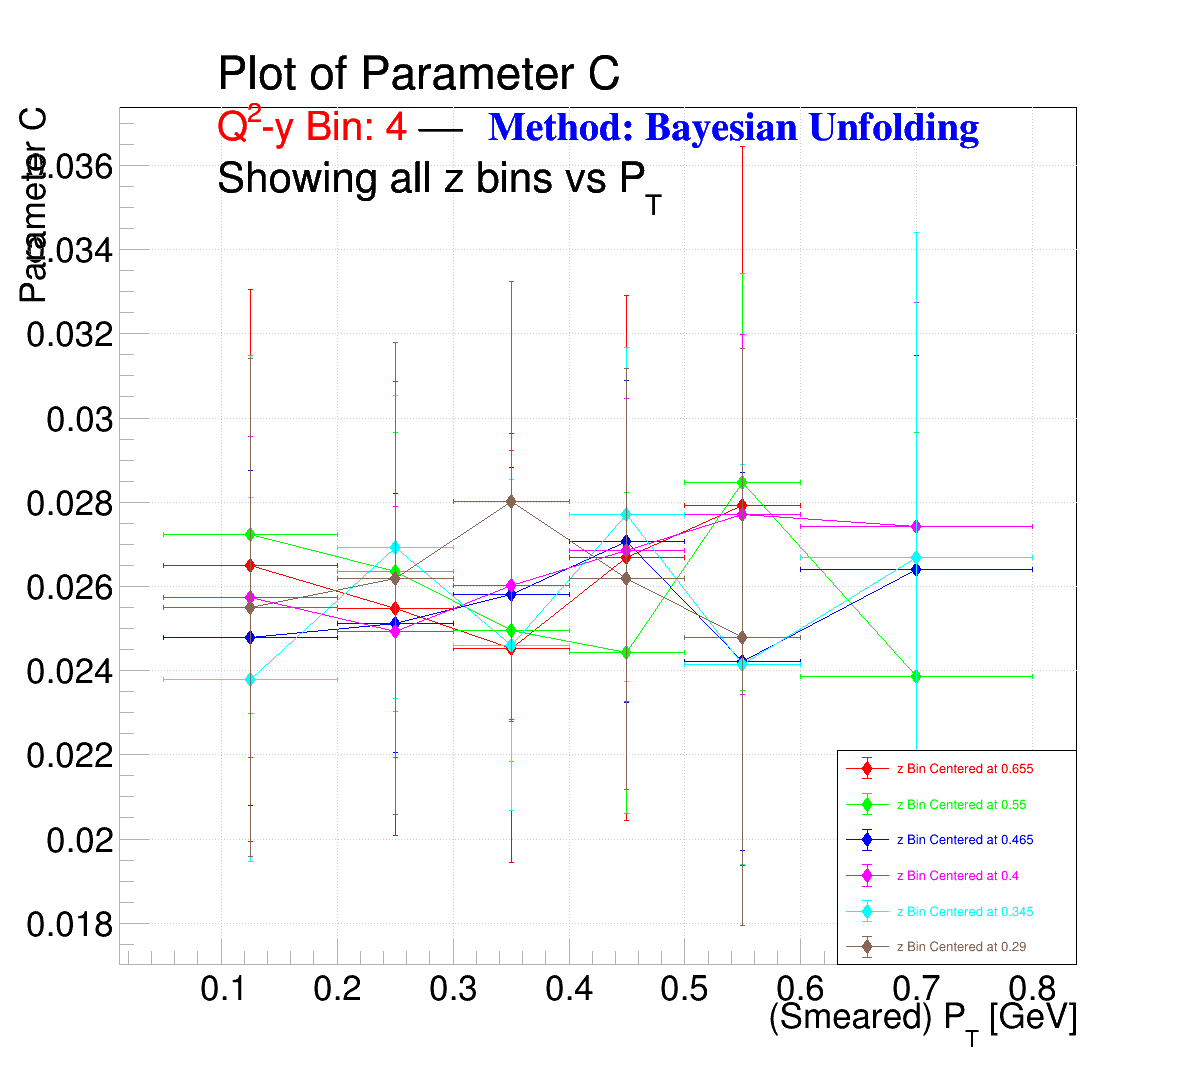 Plot of Parameter C
Q²-y Bin: 4 — Method: Bayesian Unfolding
Showing all z bins vs P_T
Parameter C
0.036
0.034
0.032
0.03
0.028
0.026
0.024
0.022
0.02
0.018
z Bin Centered at 0.655
z Bin Centered at 0.55
z Bin Centered at 0.465
z Bin Centered at 0.4
z Bin Centered at 0.345
z Bin Centered at 0.29
0.1 0.2 0.3 0.4 0.5 0.6 0.7 0.8
(Smeared) P_T [GeV]